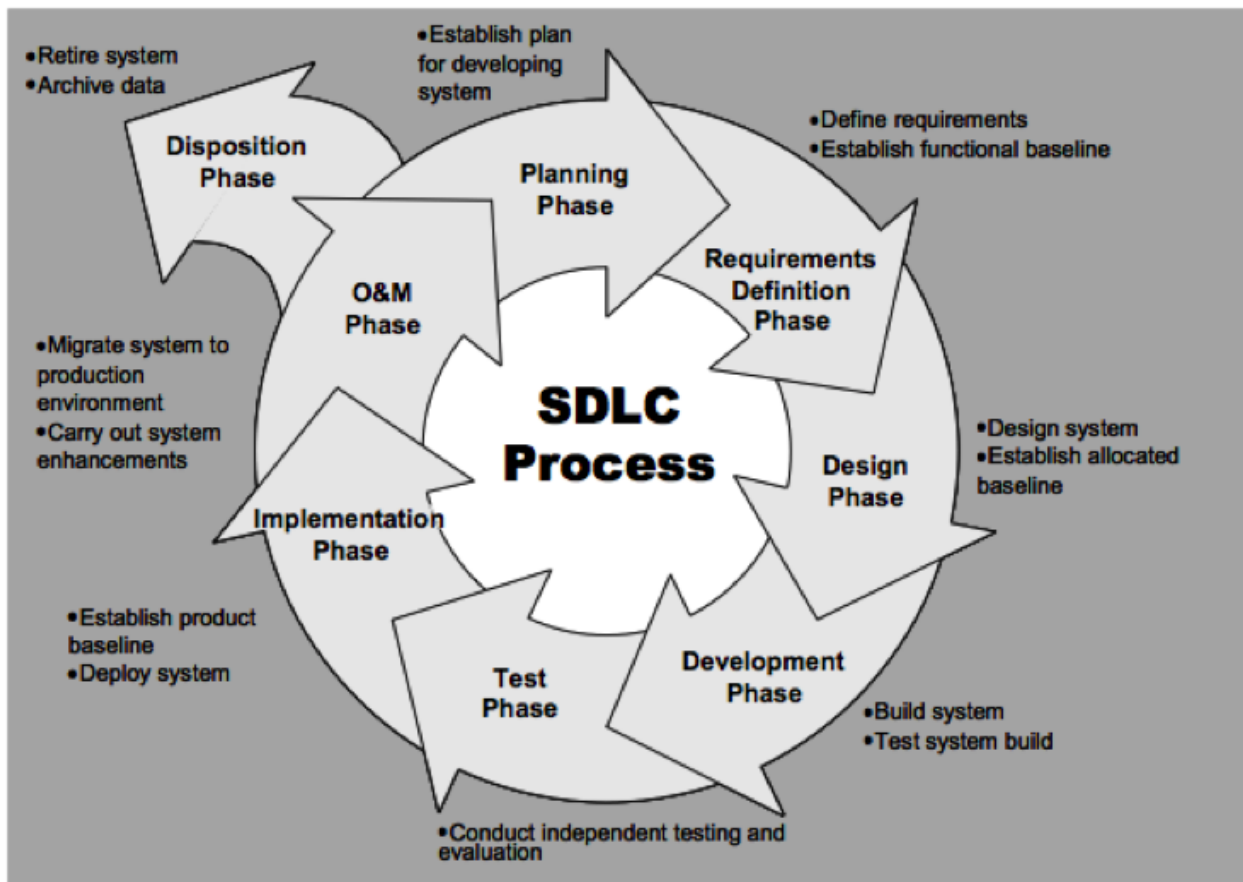 •Retire system
•Archive data
Disposition
Phase
•Establish plan
for developing
system
Planning
Phase
•Define requirements
•Establish functional baseline
Requirements
Definition
Phase
•Design system
•Establish allocated
baseline
Design
Phase
•Build system
•Test system build
Development
Phase
•Conduct independent testing and
evaluation
Test
Phase
•Establish product
baseline
•Deploy system
Implementation
Phase
•Migrate system to
production
environment
•Carry out system
enhancements
O&M
Phase
SDLC
Process